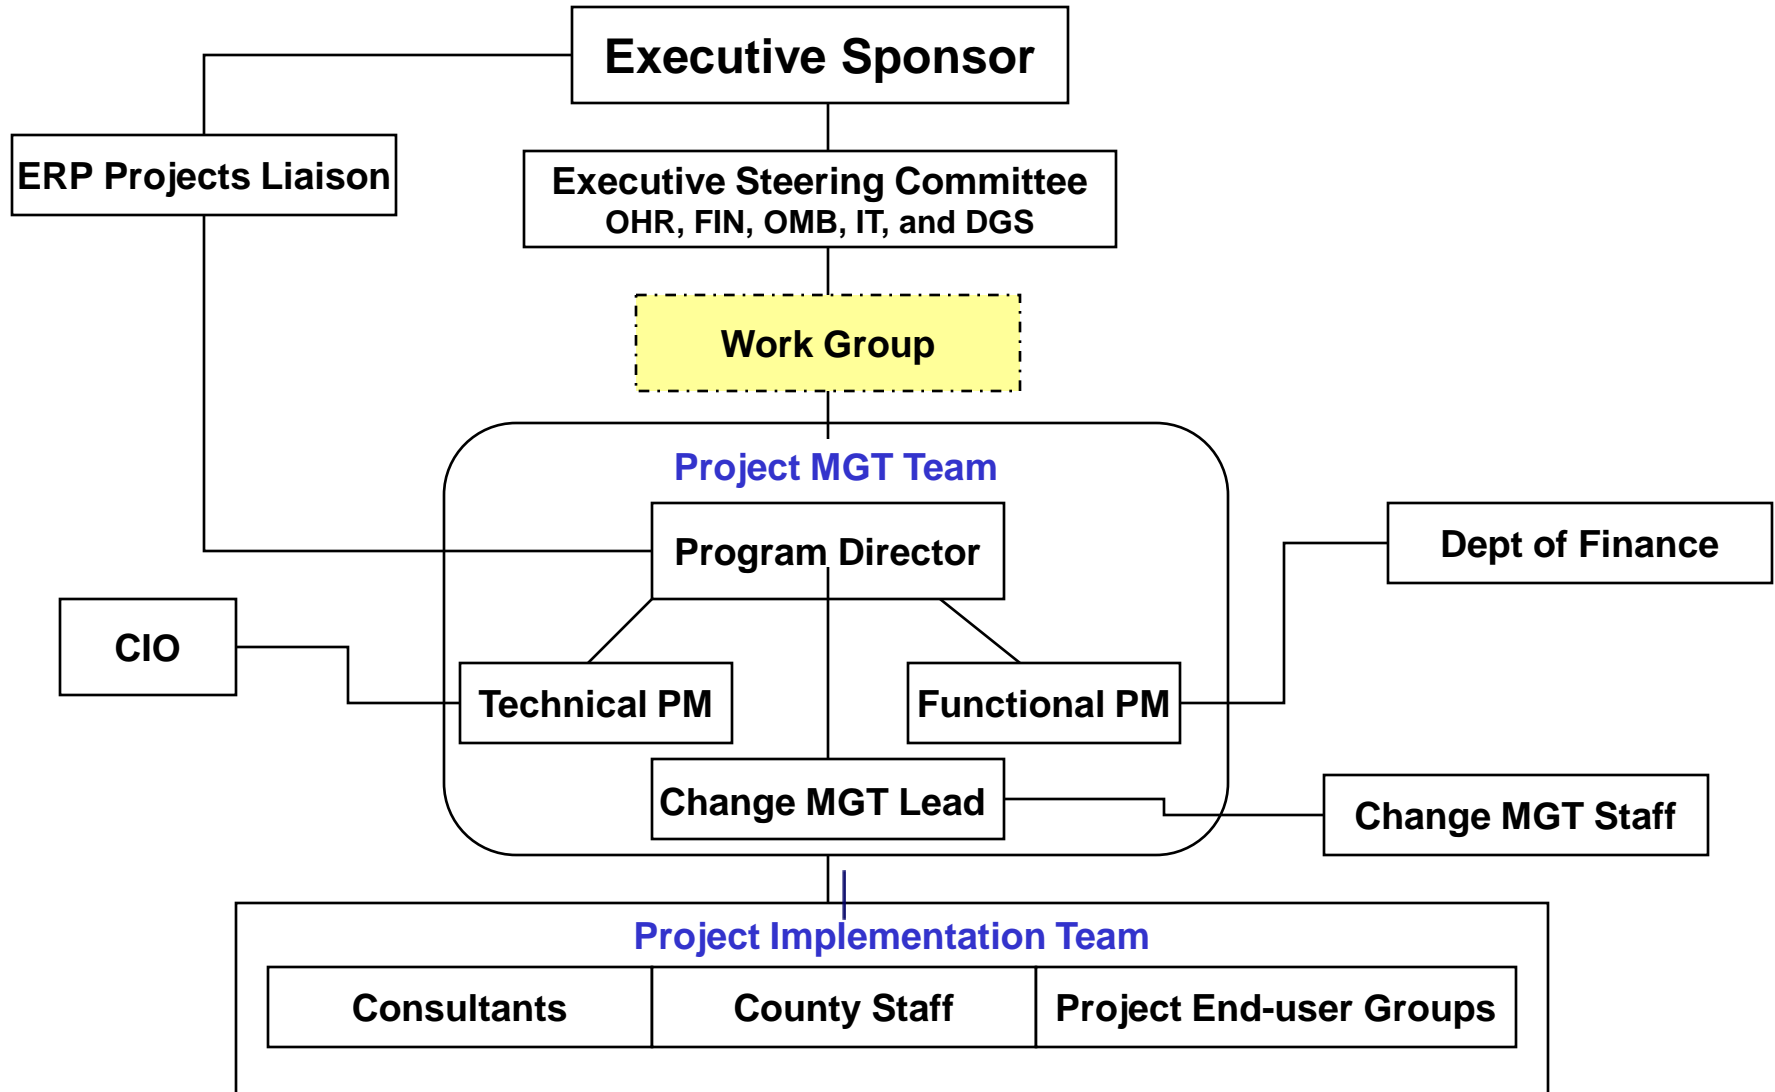 Executive Sponsor
ERP Projects Liaison
Executive Steering Committee
OHR, FIN, OMB, IT, and DGS
Work Group
Project MGT Team
Program Director
Dept of Finance
CIO
Technical PM
Functional PM
Change MGT Lead
Change MGT Staff
Project Implementation Team
Consultants
County Staff
Project End-user Groups